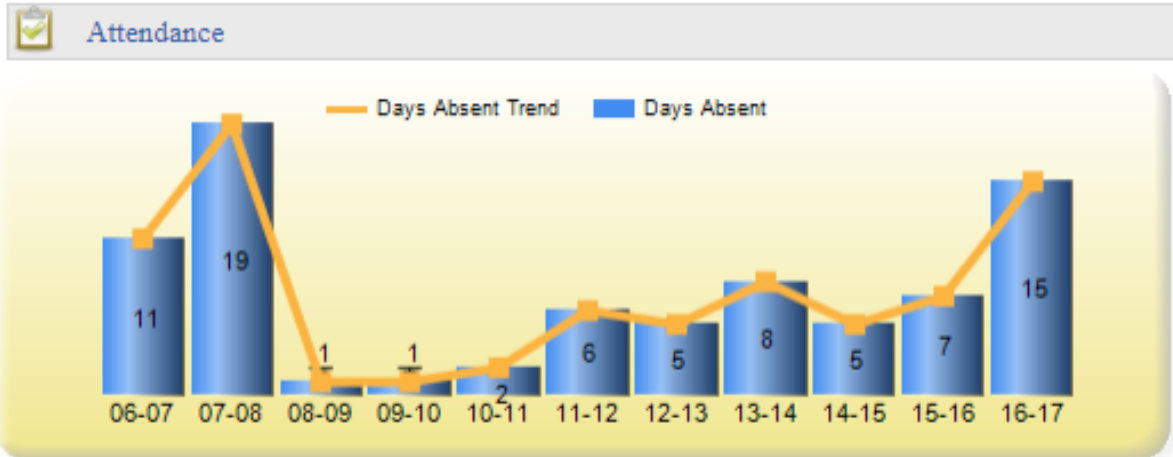 Attendance
Days Absent Trend Days Absent
19
11
15
1 1
6 5 8 5 7
2
06-07 07-08 08-09 09-10 10-11 11-12 12-13 13-14 14-15 15-16 16-17